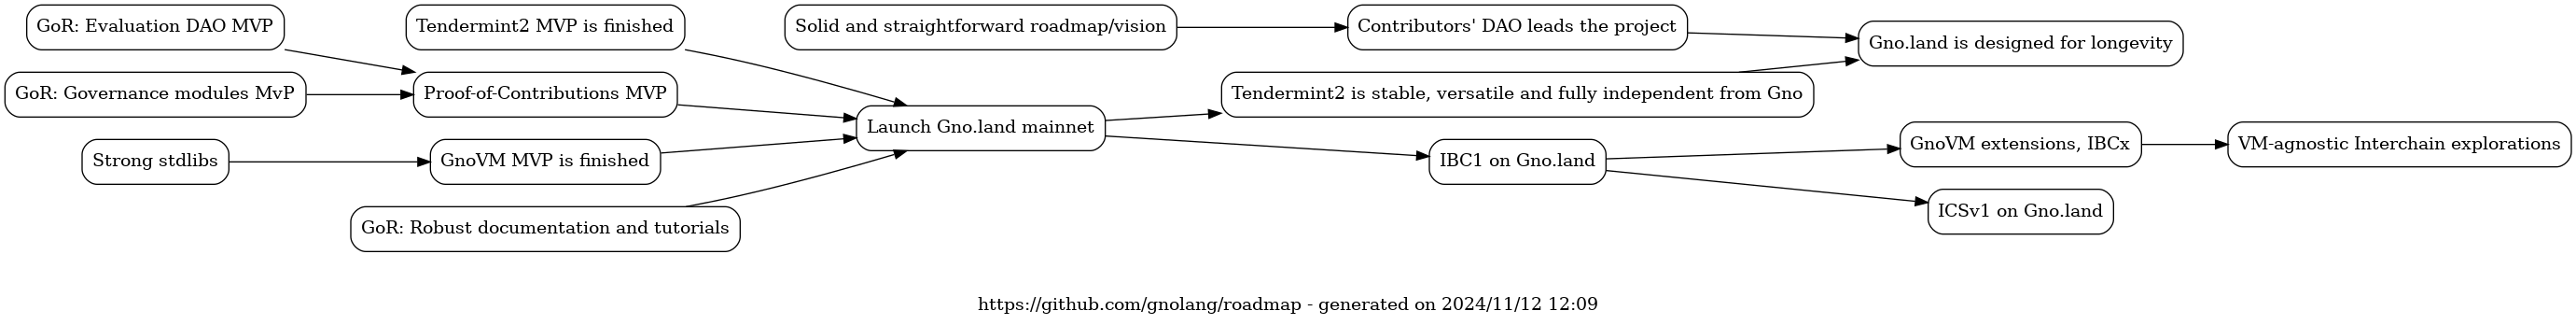 GoR: Evaluation DAO MVP
Tendermint2 MVP is finished
Solid and straightforward roadmap/vision
Contributors' DAO leads the project
Gno.land is designed for longevity
GoR: Governance modules MvP
Proof-of-Contributions MVP
Tendermint2 is stable, versatile and fully independent from Gno
Launch Gno.land mainnet
GnoVM extensions, IBCx
VM-agnostic Interchain explorations
Strong stdlibs
GnoVM MVP is finished
IBC1 on Gno.land
ICSv1 on Gno.land
GoR: Robust documentation and tutorials
https://github.com/gnolang/roadmap - generated on 2024/11/12 12:09